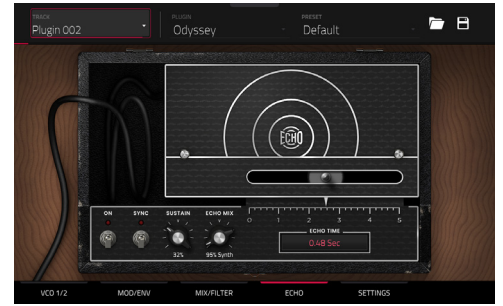 TRACK
Plugin 002
PLUGIN
Odyssey
PRESET
Default
ECHO
0 1 2 3 4 5
ON SYNC SUSTAIN ECHO MIX
32% 95% Synth
ECHO TIME
0.48 Sec
VCO 1/2 MOD/ENV MIX/FILTER ECHO SETTINGS